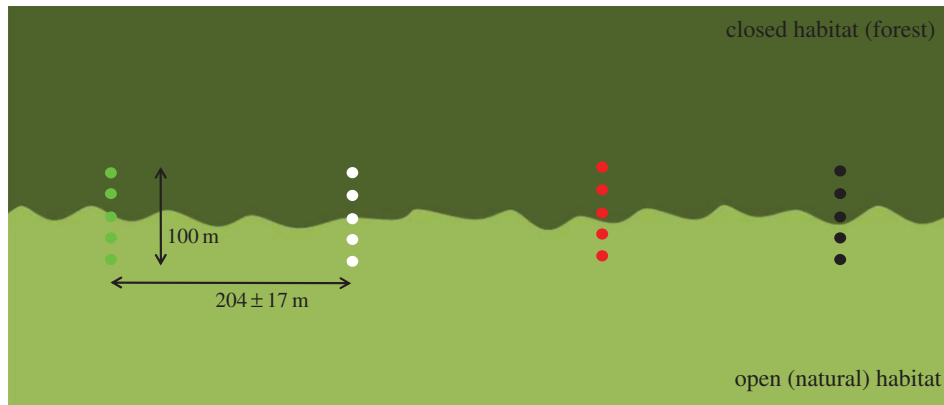 closed habitat (forest)
100 m
204 ± 17 m
open (natural) habitat